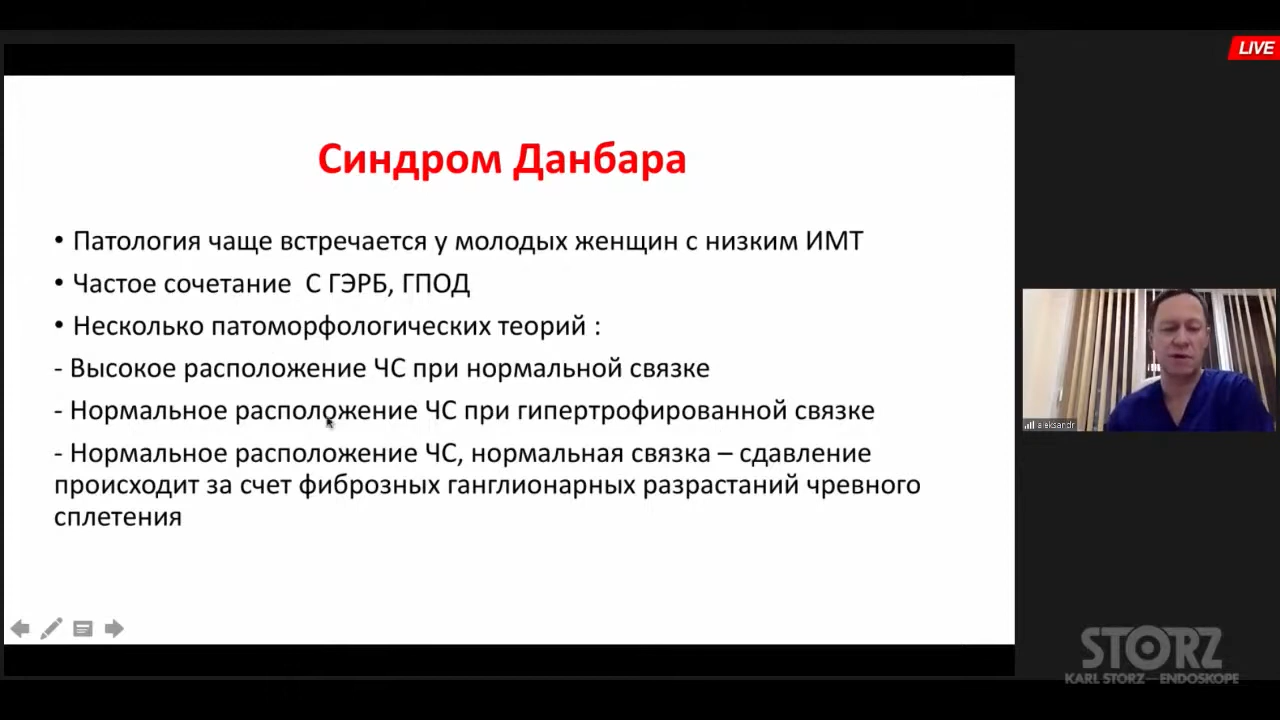 LIVE
Синдром Данбара
• Патология чаще встречается у молодых женщин с низким ИМТ
• Частое сочетание С ГЭРБ, ГПОД
• Несколько патоморфологических теорий :
- Высокое расположение ЧС при нормальной связке
- Нормальное расположение ЧС при гипертрофированной связке
- Нормальное расположение ЧС, нормальная связка – сдавление
происходит за счет фиброзных ганглионарных разрастаний чревного
сплетения
aleksandr
STORZ
KARL STORZ — ENDOSKOPE